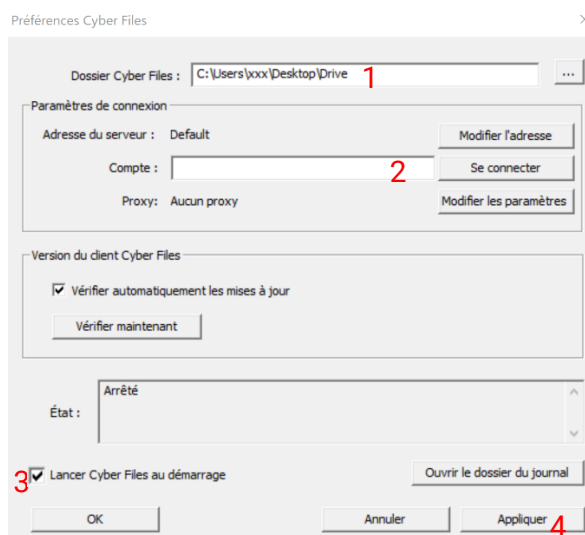 Préférences Cyber Files
Dossier Cyber Files : C:\Users\xxx\Desktop\Drive 1 ...
Paramètres de connexion
Adresse du serveur : Default Modifier l'adresse
Compte : 2 Se connecter
Proxy: Aucun proxy Modifier les paramètres
Version du client Cyber Files
Vérifier automatiquement les mises à jour
Vérifier maintenant
État : Arrêté
3 Lancer Cyber Files au démarrage Ouvrir le dossier du journal
OK Annuler Appliquer 4